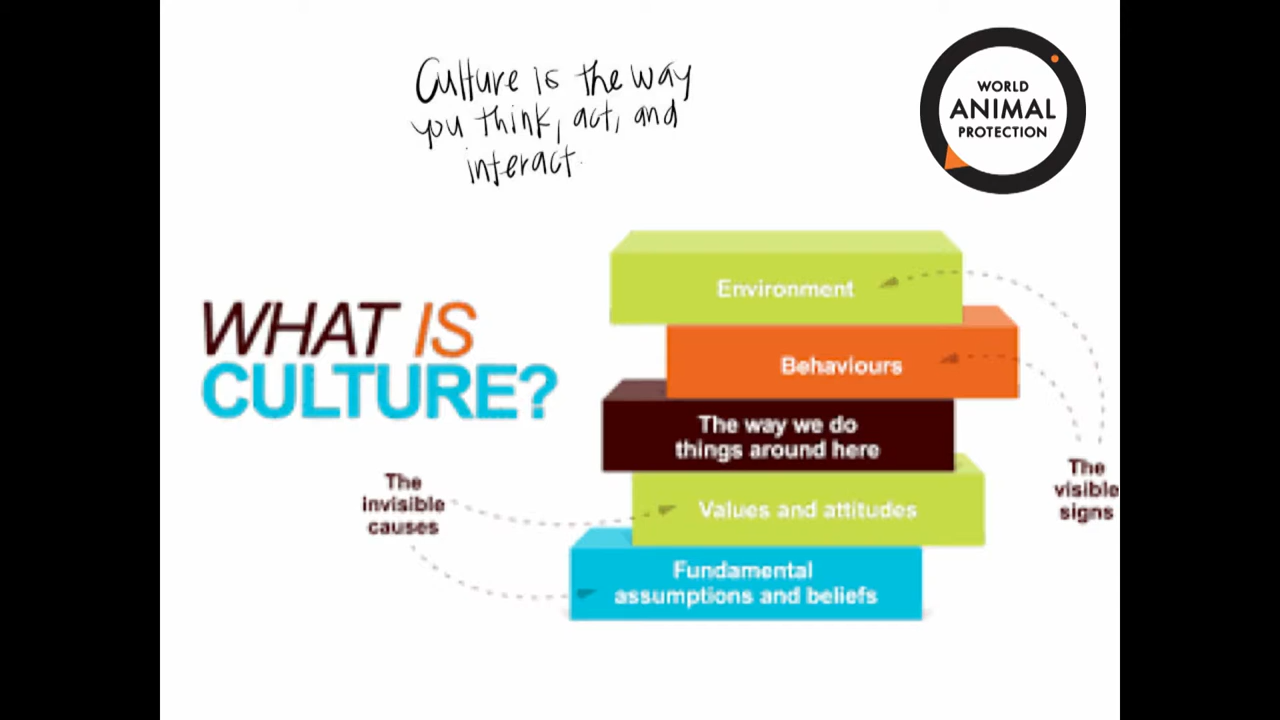 Culture is the way
you think, act, and
interact.
WORLD
ANIMAL
PROTECTION
WHAT IS
CULTURE?
Environment
Behaviours
The way we do
things around here
Values and attitudes
Fundamental
assumptions and beliefs
The
invisible
causes
The
visible
signs